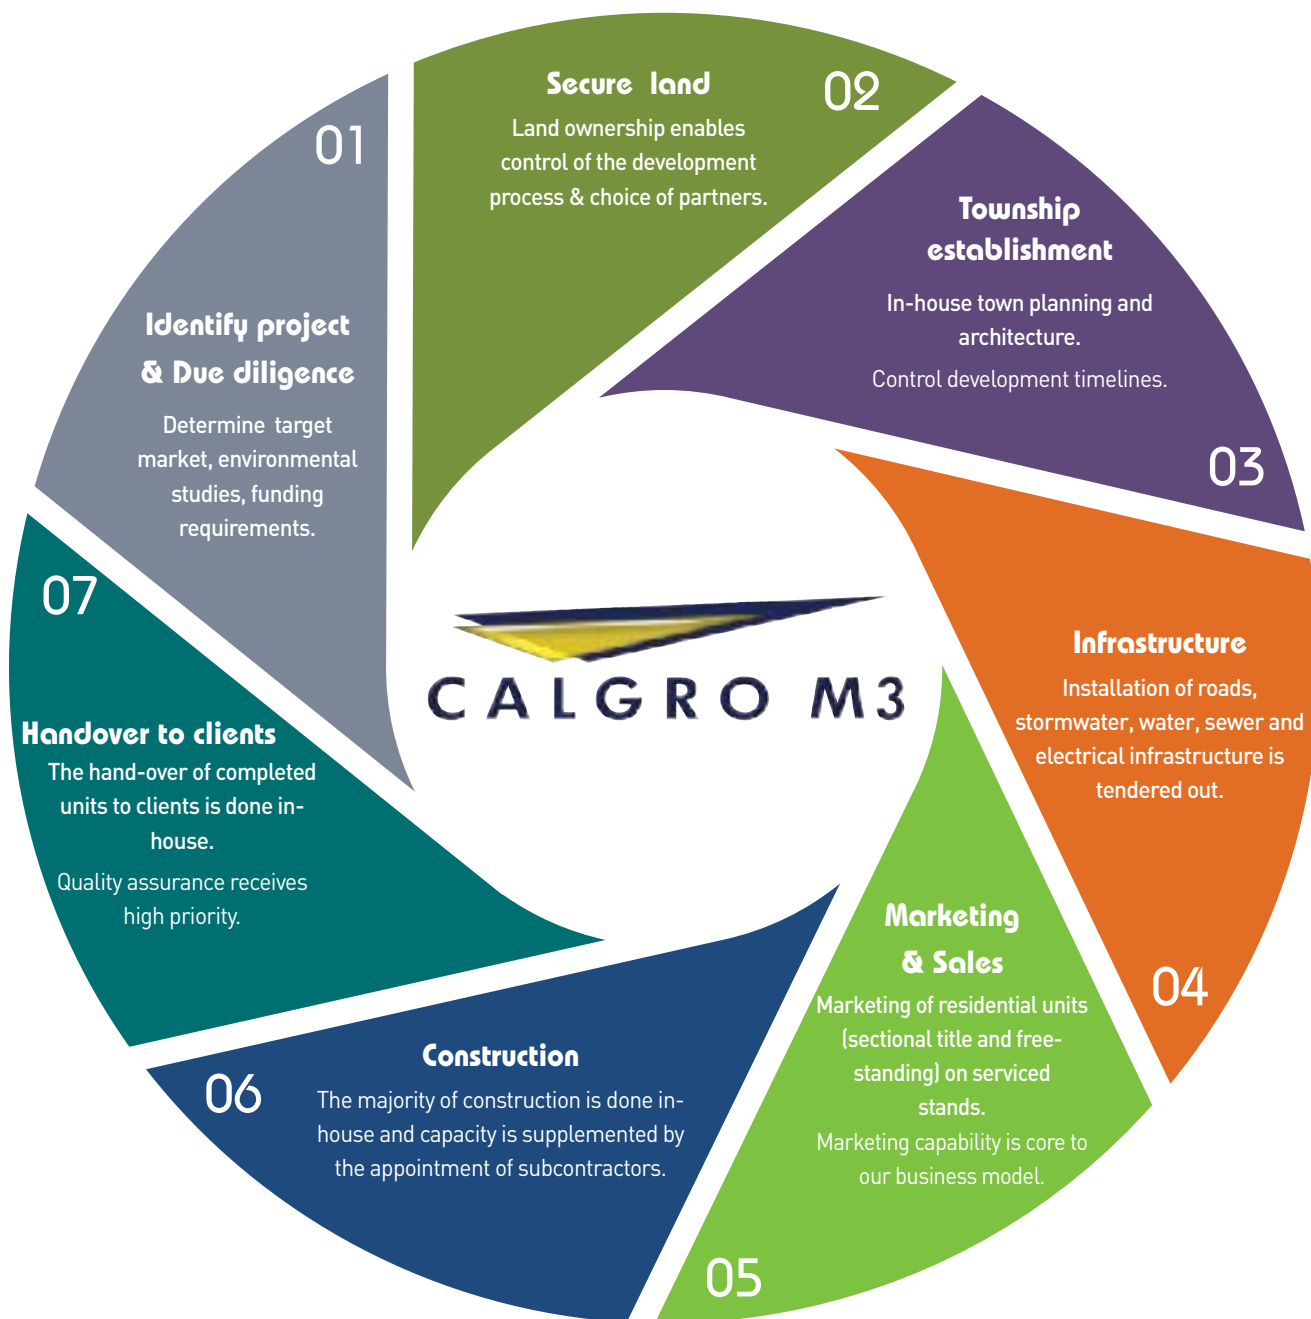 01
Identify project
& Due diligence
Determine target
market, environmental
studies, funding
requirements.
02
Secure land
Land ownership enables
control of the development
process & choice of partners.
Township
establishment
In-house town planning and
architecture.
Control development timelines.
03
Infrastructure
Installation of roads,
stormwater, water, sewer and
electrical infrastructure is
tendered out.
04
Marketing
& Sales
Marketing of residential units
(sectional title and free-
standing) on serviced
stands.
Marketing capability is core to
our business model.
05
Construction
06
The majority of construction is done in-
house and capacity is supplemented by
the appointment of subcontractors.
07
Handover to clients
The hand-over of completed
units to clients is done in-
house.
Quality assurance receives
high priority.
CALGRO M3